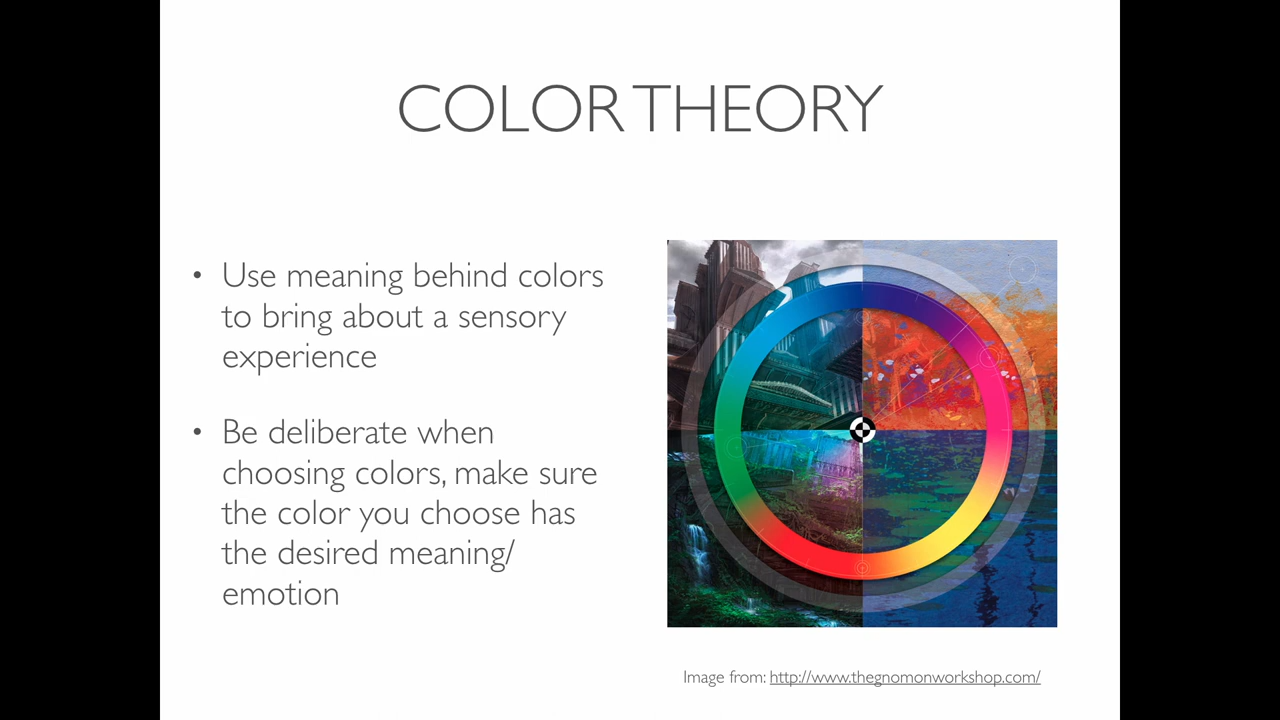 COLOR THEORY
• Use meaning behind colors
to bring about a sensory
experience
• Be deliberate when
choosing colors, make sure
the color you choose has
the desired meaning/
emotion
Image from: http://www.thegnomonworkshop.com/